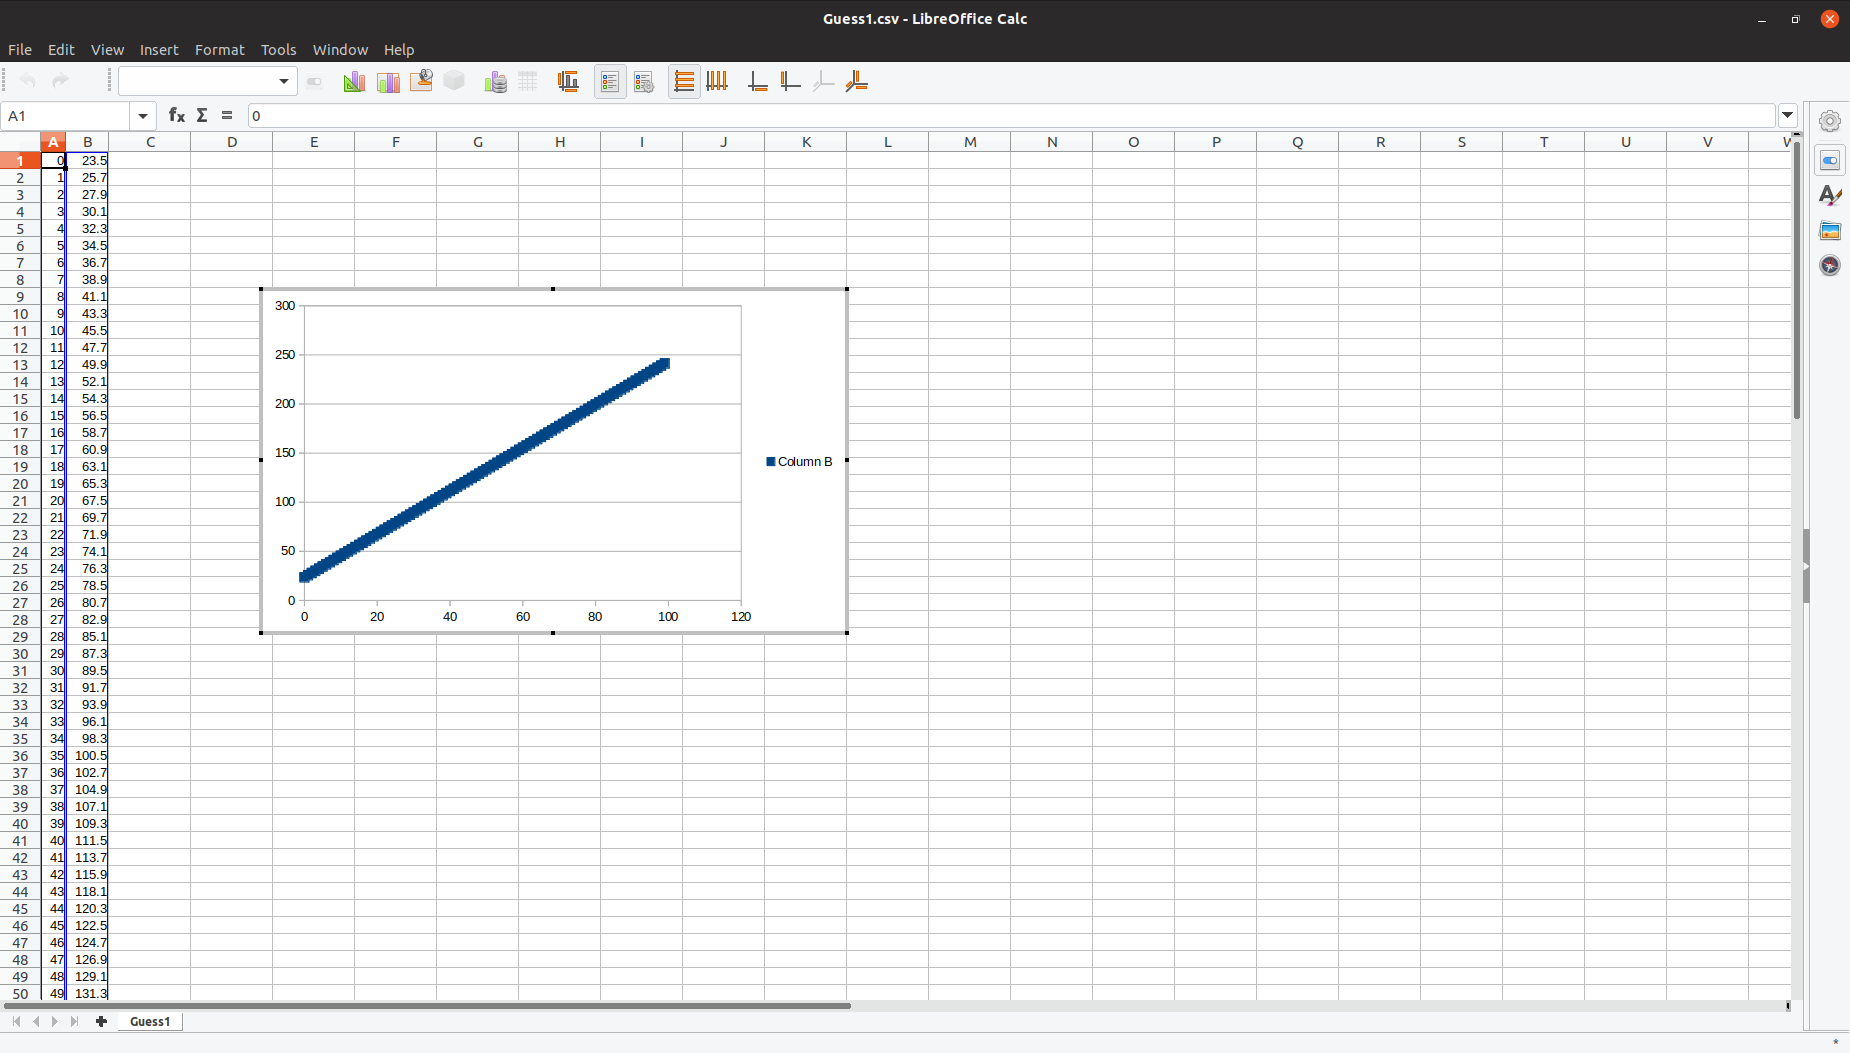 Guess1.csv - LibreOffice Calc
File Edit View Insert Format Tools Window Help
A1 fx Σ = 0
A B C D E F G H I J K L M N O P Q R S T U V W
1 0 23.5
2 1 25.7
3 2 27.9
4 3 30.1
5 4 32.3
6 5 34.5
7 6 36.7
8 7 38.9
9 8 41.1
10 9 43.3
11 10 45.5
12 11 47.7
13 12 49.9
14 13 52.1
15 14 54.3
16 15 56.5
17 16 58.7
18 17 60.9
19 18 63.1
20 19 65.3
21 20 67.5
22 21 69.7
23 22 71.9
24 23 74.1
25 24 76.3
26 25 78.5
27 26 80.7
28 27 82.9
29 28 85.1
30 29 87.3
31 30 89.5
32 31 91.7
33 32 93.9
34 33 96.1
35 34 98.3
36 35 100.5
37 36 102.7
38 37 104.9
39 38 107.1
40 39 109.3
41 40 111.5
42 41 113.7
43 42 115.9
44 43 118.1
45 44 120.3
46 45 122.5
47 46 124.7
48 47 126.9
49 48 129.1
50 49 131.3
300
250
200
150
100
50
0
0 20 40 60 80 100 120
Column B
Guess1
*